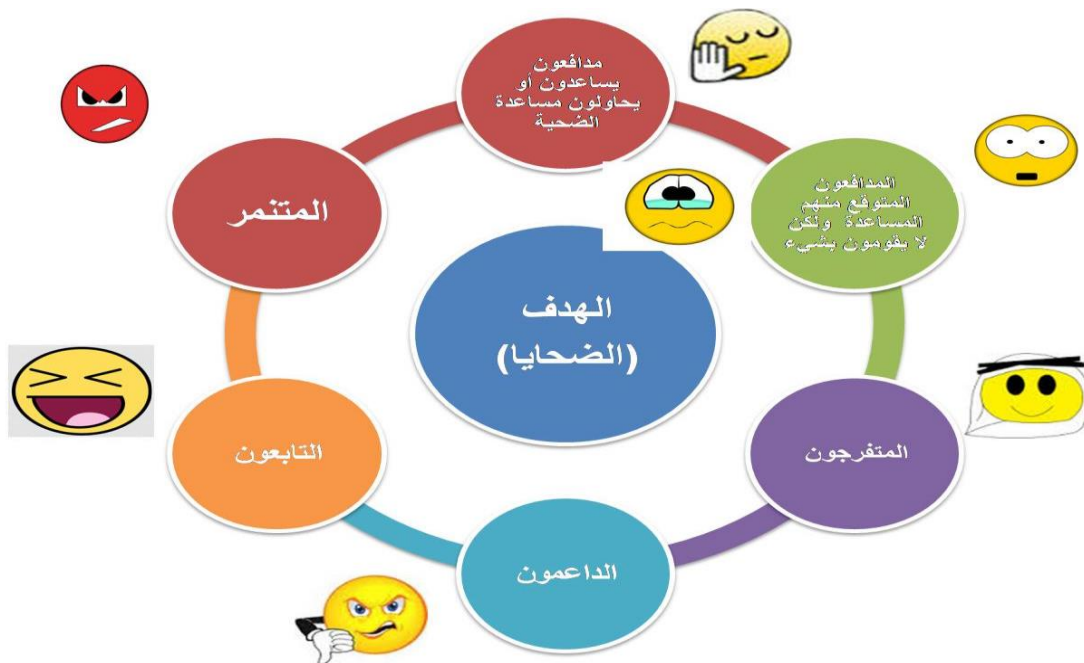 مدافعون
يساعدون أو
يحاولون مساعدة
الضحية
المدافعون
المتوقع منهم
المساعدة ولكن
لا يقومون بشيء
المتنمر
الهدف
(الضحايا)
المتفرجون
التابعون
الداعمون